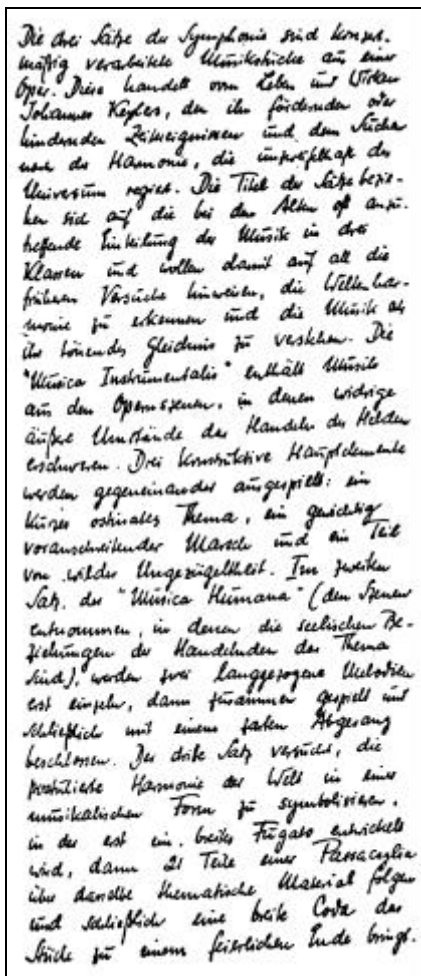 Die drei Sätze der Symphonie sind konzert-
mäßig verarbeitete Musikstücke aus einer
Oper. Diese handelt vom Leben und Wirken
Johannes Keplers, den ihn fördernden oder
hindernden Zeitereignissen und dem Suchen
nach der Harmonie, die unzweifelhaft das
Universum regiert. Die Titel der Sätze bezie-
hen sich auf die bei den Alten oft anzu-
treffende Einteilung der Musik in drei
Klassen und wollen damit auf all die
früheren Versuche hinweisen, die Weltenhar-
monie zu erkennen und die Musik als
ihr tönendes Gleichnis zu verstehen. Die
"Musica Instrumentalis" enthält Musik
aus den Opernszenen, in denen widrige
äußere Umstände das Handeln des Helden
erschweren. Drei konstruktive Hauptelemente
werden gegeneinander ausgespielt: ein
kurzes ostinates Thema, ein gewichtig
voranschreitender Marsch und ein Teil
von wilder Ungezügeltheit. Im zweiten
Satz, der "Musica Humana" (den Szenen
entnommen, in denen die seelischen Be-
ziehungen der Handelnden das Thema
sind), werden zwei langgezogene Melodien
erst einzeln, dann zusammen gespielt und
schließlich mit einem zarten Abgesang
beschlossen. Der dritte Satz versucht, die
Harmonie der Welt in einer
musikalischen Form zu symbolisieren,
in der erst ein breites Fugato entwickelt
wird, dann 21 Teile einer Passacaglia
über dasselbe thematische Material folgen
und schließlich eine breite Coda das
Stück zu einem feierlichen Ende bringt.